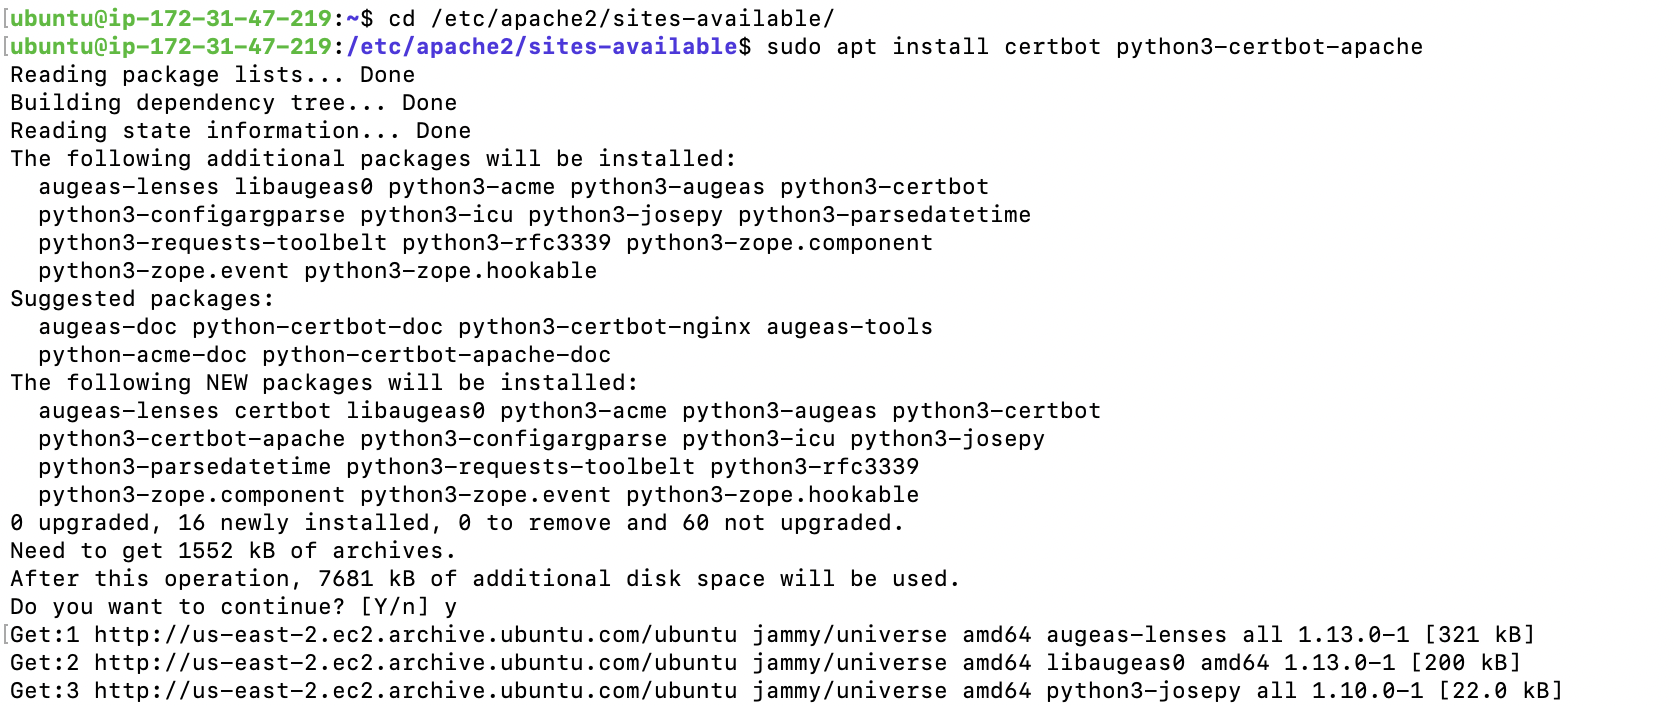 ubuntu@ip-172-31-47-219:~$ cd /etc/apache2/sites-available/
ubuntu@ip-172-31-47-219:/etc/apache2/sites-available$ sudo apt install certbot python3-certbot-apache
Reading package lists... Done
Building dependency tree... Done
Reading state information... Done
The following additional packages will be installed:
  augeas-lenses libaugeas0 python3-acme python3-augeas python3-certbot
  python3-configargparse python3-icu python3-josepy python3-parsedatetime
  python3-requests-toolbelt python3-rfc3339 python3-zope.component
  python3-zope.event python3-zope.hookable
Suggested packages:
  augeas-doc python-certbot-doc python3-certbot-nginx augeas-tools
  python-acme-doc python-certbot-apache-doc
The following NEW packages will be installed:
  augeas-lenses certbot libaugeas0 python3-acme python3-augeas python3-certbot
  python3-certbot-apache python3-configargparse python3-icu python3-josepy
  python3-parsedatetime python3-requests-toolbelt python3-rfc3339
  python3-zope.component python3-zope.event python3-zope.hookable
0 upgraded, 16 newly installed, 0 to remove and 60 not upgraded.
Need to get 1552 kB of archives.
After this operation, 7681 kB of additional disk space will be used.
Do you want to continue? [Y/n] y
Get:1 http://us-east-2.ec2.archive.ubuntu.com/ubuntu jammy/universe amd64 augeas-lenses all 1.13.0-1 [321 kB]
Get:2 http://us-east-2.ec2.archive.ubuntu.com/ubuntu jammy/universe amd64 libaugeas0 amd64 1.13.0-1 [200 kB]
Get:3 http://us-east-2.ec2.archive.ubuntu.com/ubuntu jammy/universe amd64 python3-josepy all 1.10.0-1 [22.0 kB]